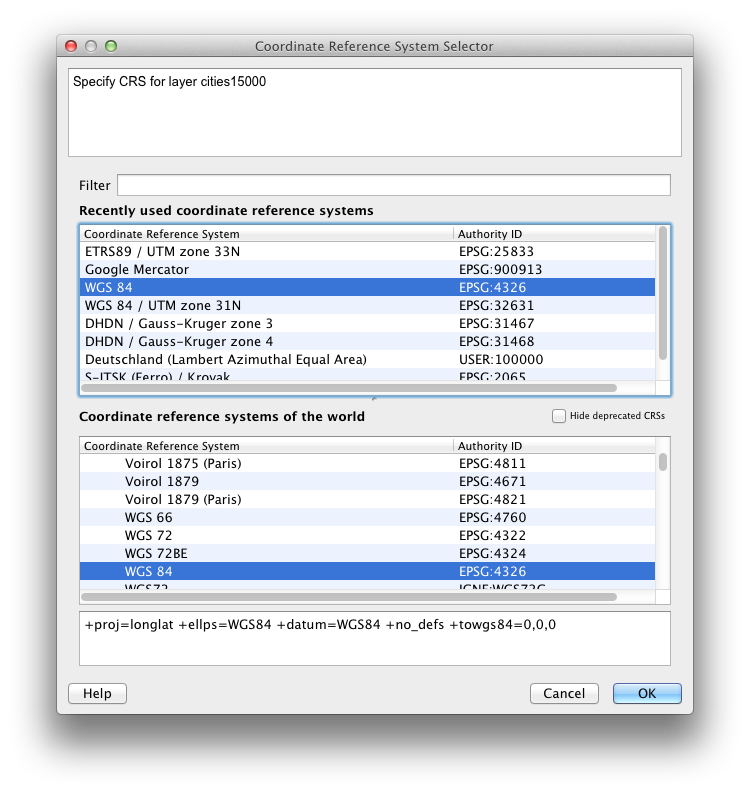 Coordinate Reference System Selector
Specify CRS for layer cities15000
Filter
Recently used coordinate reference systems
Coordinate Reference System Authority ID
ETRS89 / UTM zone 33N EPSG:25833
Google Mercator EPSG:900913
WGS 84 EPSG:4326
WGS 84 / UTM zone 31N EPSG:32631
DHDN / Gauss-Kruger zone 3 EPSG:31467
DHDN / Gauss-Kruger zone 4 EPSG:31468
Deutschland (Lambert Azimuthal Equal Area) USER:100000
S-JTSK (Ferro) / Krovak EPSG:2065
Coordinate reference systems of the world Hide deprecated CRSs
Coordinate Reference System Authority ID
Voirol 1875 (Paris) EPSG:4811
Voirol 1879 EPSG:4671
Voirol 1879 (Paris) EPSG:4821
WGS 66 EPSG:4760
WGS 72 EPSG:4322
WGS 72BE EPSG:4324
WGS 84 EPSG:4326
WGS72 IGNF:WGS72G
+proj=longlat +ellps=WGS84 +datum=WGS84 +no_defs +towgs84=0,0,0
Help Cancel OK